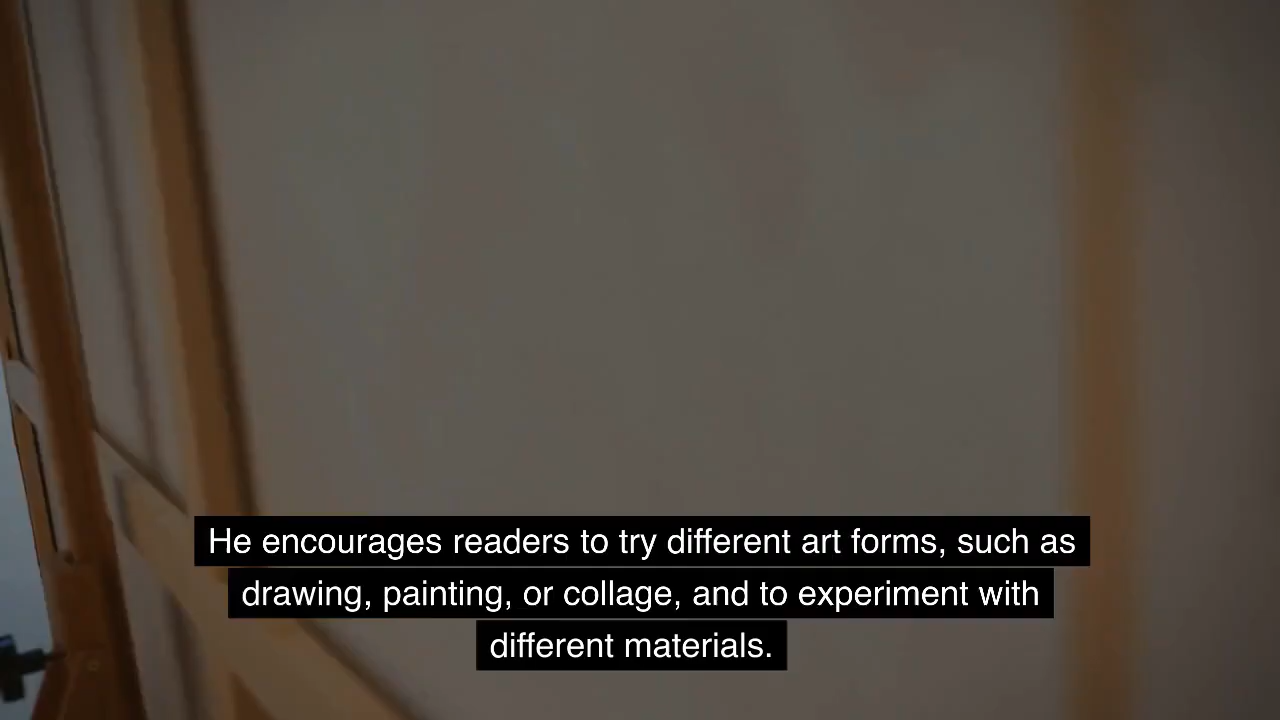 He encourages readers to try different art forms, such as
drawing, painting, or collage, and to experiment with
different materials.